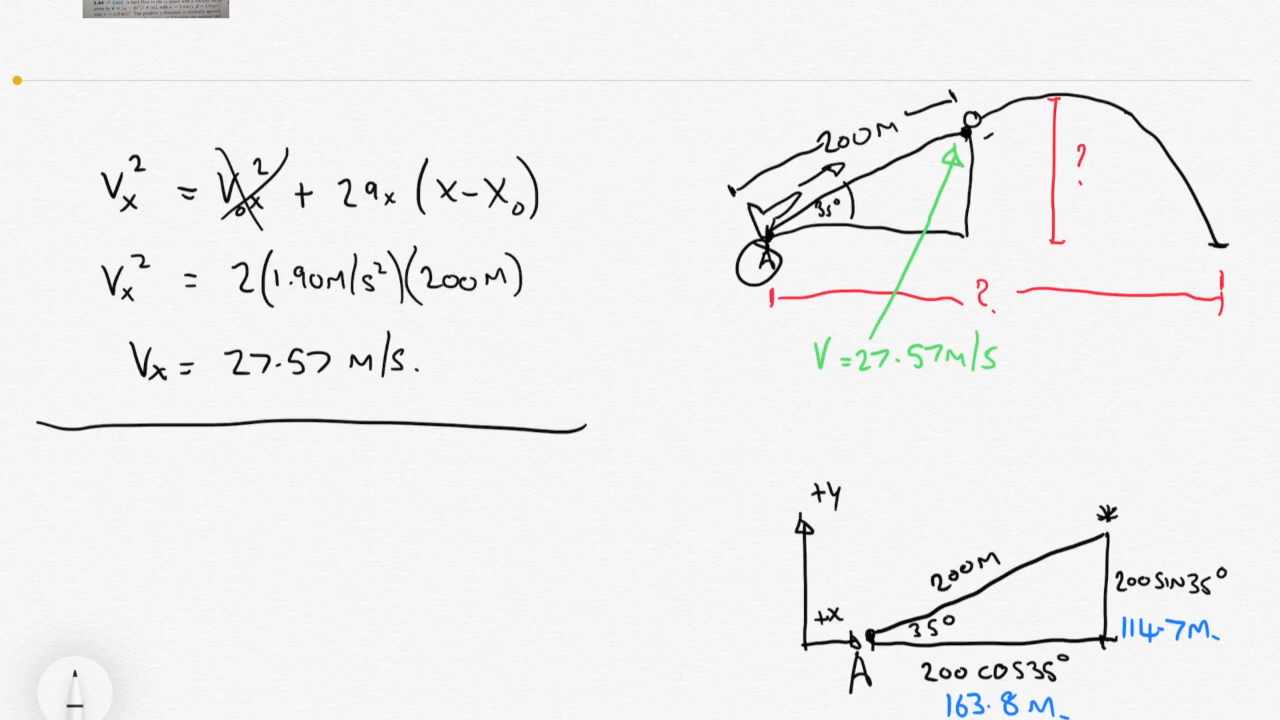 Vx² = V₀x² + 2ax (x-x₀)
Vx² = 2(1.90m/s²)(200m)
Vx = 27.57 m/s.
200m
35°
A
?
?
V=27.57m/s
+y
+x
A
200m
35°
200 sin35°
114.7m.
200 cos35°
163.8 m.